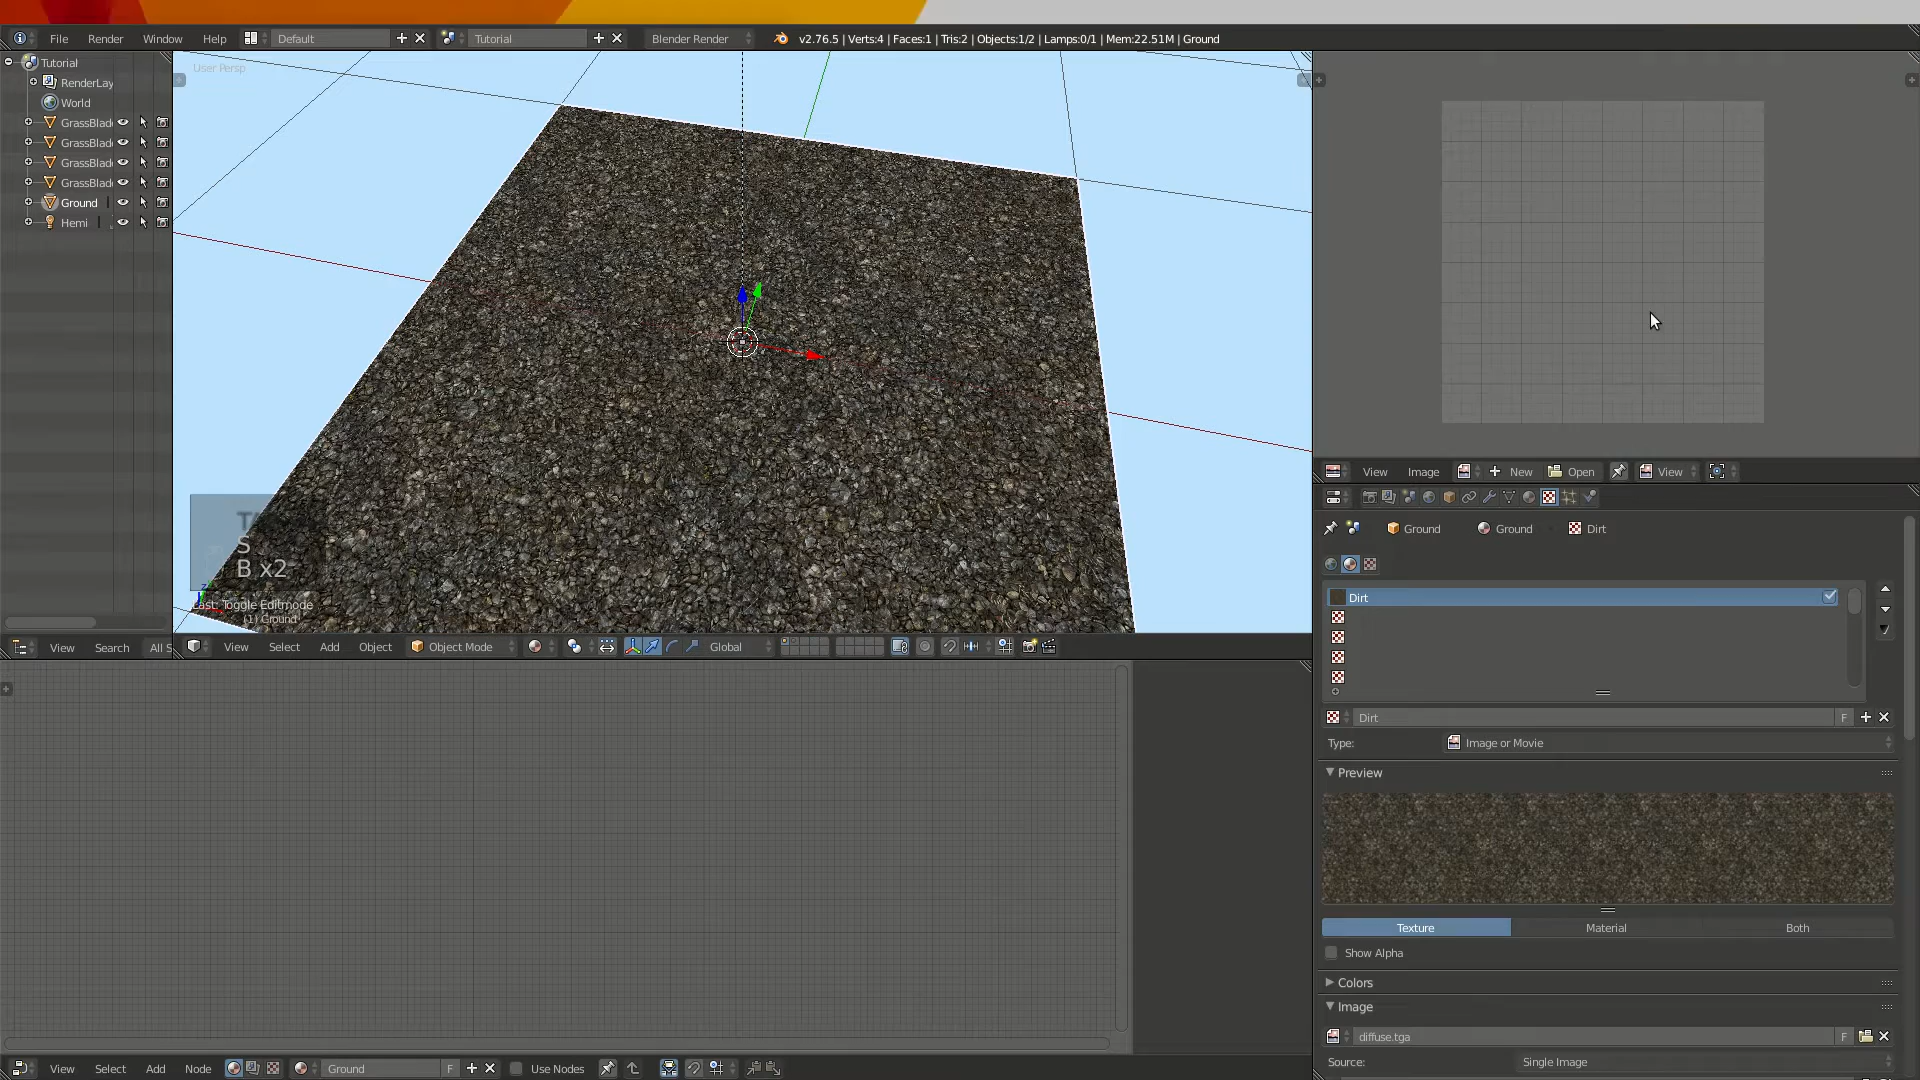 File Render Window Help Default Tutorial Blender Render v2.76.5 | Verts:4 | Faces:1 | Tris:2 | Objects:1/2 | Lamps:0/1 | Mem:22.51M | Ground
Tutorial
RenderLay
World
GrassBlad
GrassBlad
GrassBlad
GrassBlad
Ground
Hemi
User Persp
S
B x2
Last: Toggle Editmode
(1) Ground
View Search All S
View Select Add Object Object Mode Global
View Image New Open View
Ground Ground Dirt
Dirt
Dirt F
Type: Image or Movie
Preview
Texture Material Both
Show Alpha
Colors
Image
diffuse.tga F
Source: Single Image
View Select Add Node Ground F Use Nodes